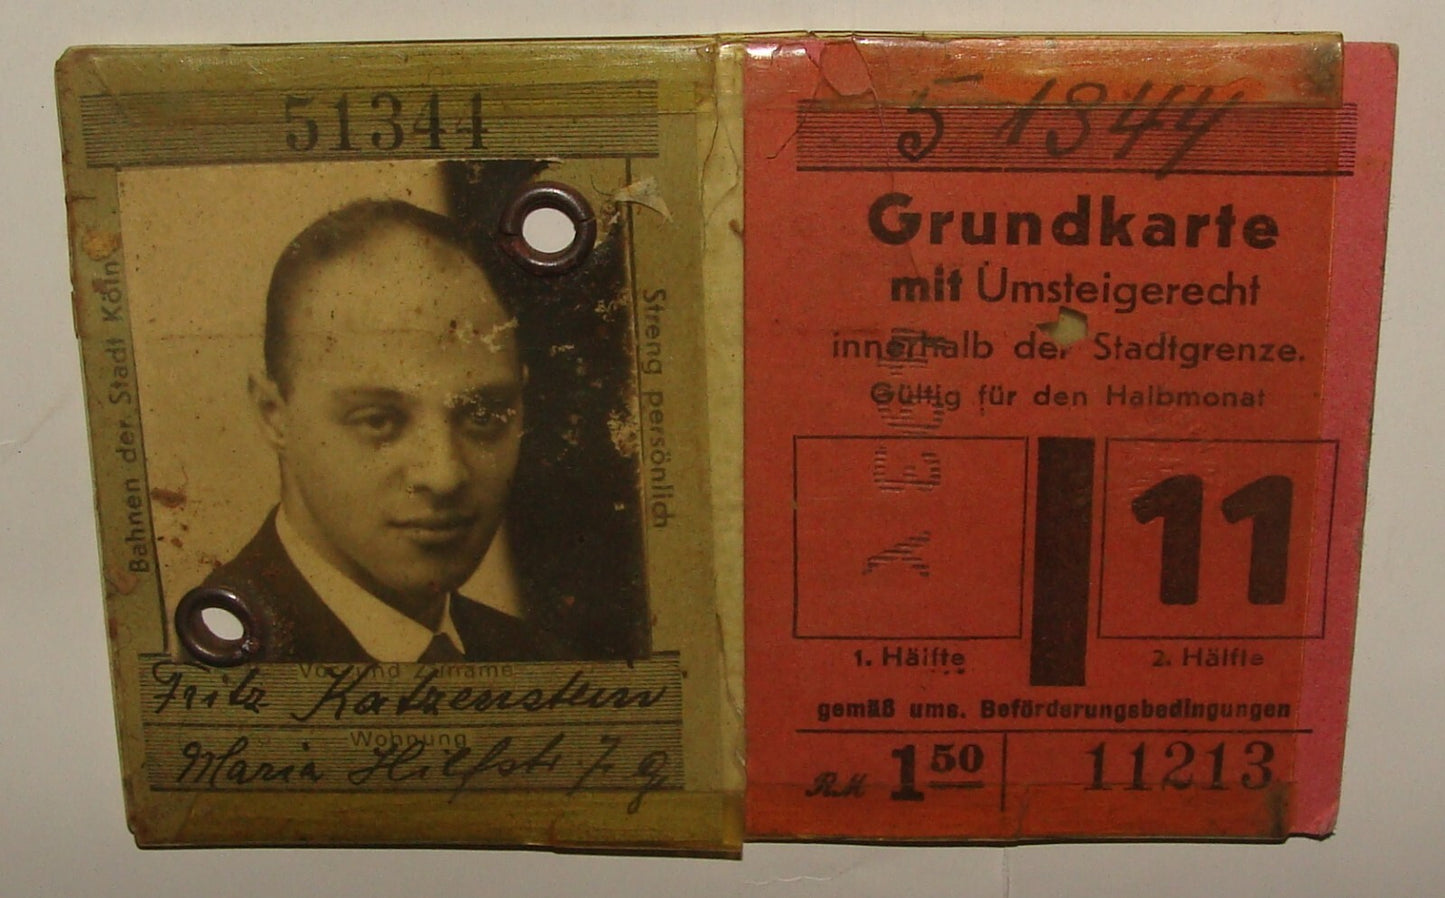 51344
Bahnen der Stadt Köln
Streng persönlich
Vor- und Zuname
Fritz Katzenstein
Wohnung
Maria Hilfstr. 7
51344
Grundkarte
mit Umsteigerecht
innerhalb der Stadtgrenze.
Gültig für den Halbmonat
11
1. Hälfte
2. Hälfte
gemäß uns. Beförderungsbedingungen
RM 1 50
11213